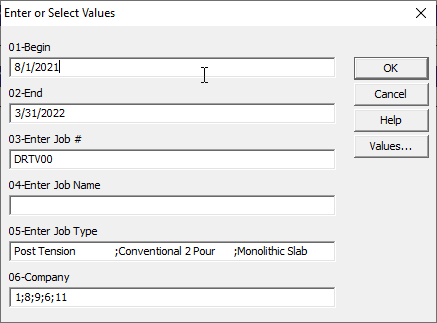 Enter or Select Values
01-Begin
8/1/2021
OK
02-End
Cancel
3/31/2022
Help
03-Enter Job #
Values...
DRTV00
04-Enter Job Name
05-Enter Job Type
Post Tension ;Conventional 2 Pour ;Monolithic Slab
06-Company
1;8;9;6;11